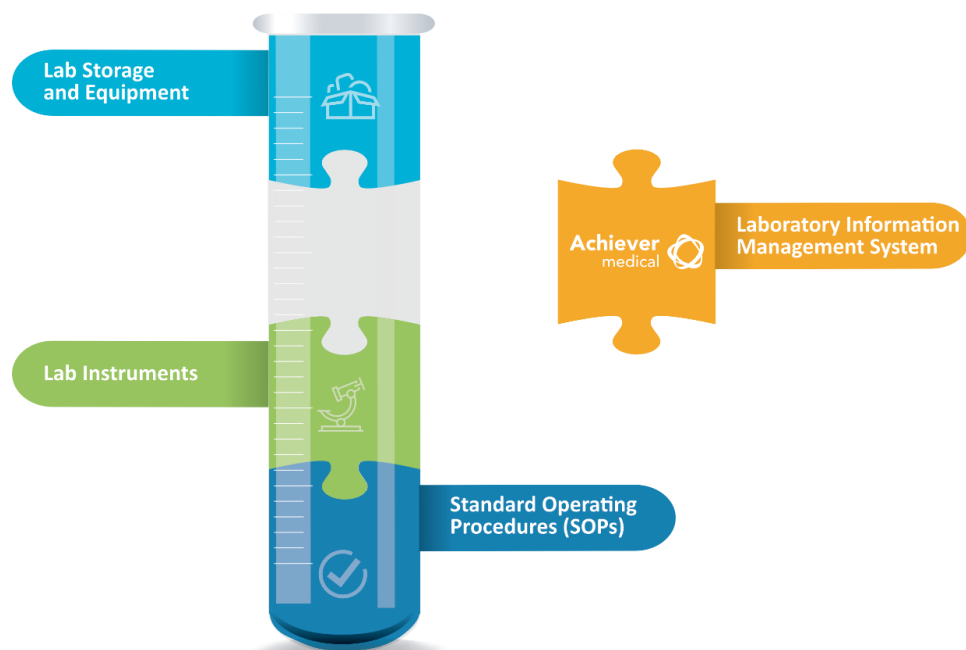 Lab Storage
and Equipment
Achiever
medical
Laboratory Information
Management System
Lab Instruments
Standard Operating
Procedures (SOPs)